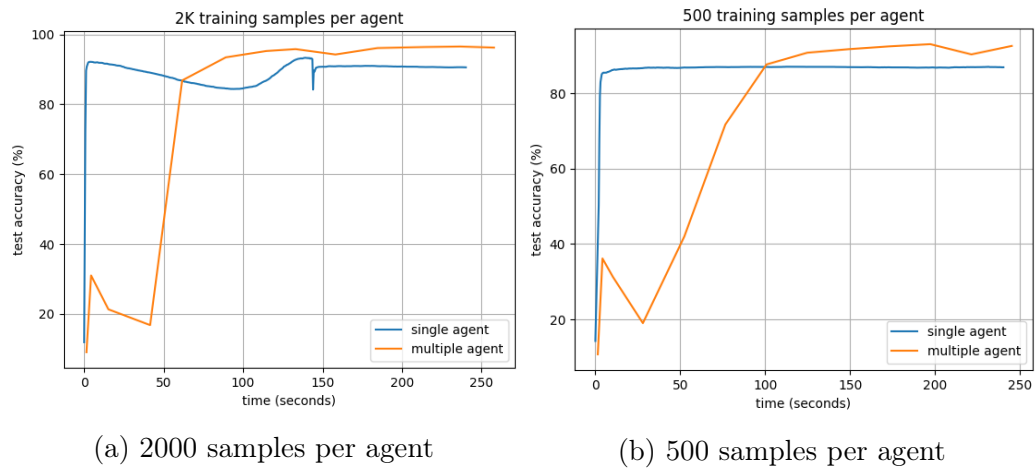 2K training samples per agent
100
80
60
40
20
test accuracy (%)
0
50
100
150
200
250
time (seconds)
single agent
multiple agent
(a) 2000 samples per agent
500 training samples per agent
80
60
40
20
test accuracy (%)
0
50
100
150
200
250
time (seconds)
single agent
multiple agent
(b) 500 samples per agent